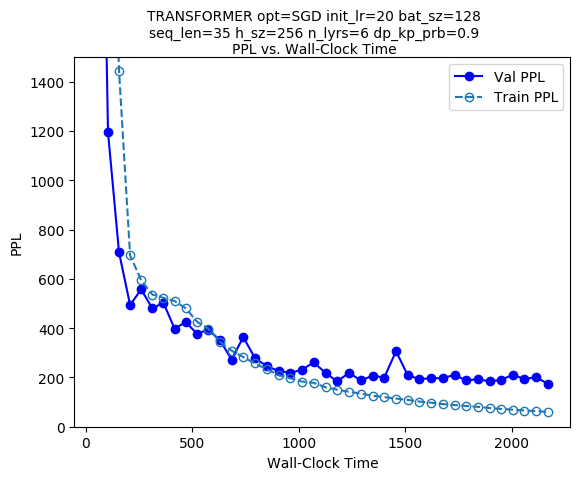 TRANSFORMER opt=SGD init_lr=20 bat_sz=128
seq_len=35 h_sz=256 n_lyrs=6 dp_kp_prb=0.9
PPL vs. Wall-Clock Time
Val PPL
Train PPL
PPL
1400
1200
1000
800
600
400
200
0
0
500
1000
1500
2000
Wall-Clock Time